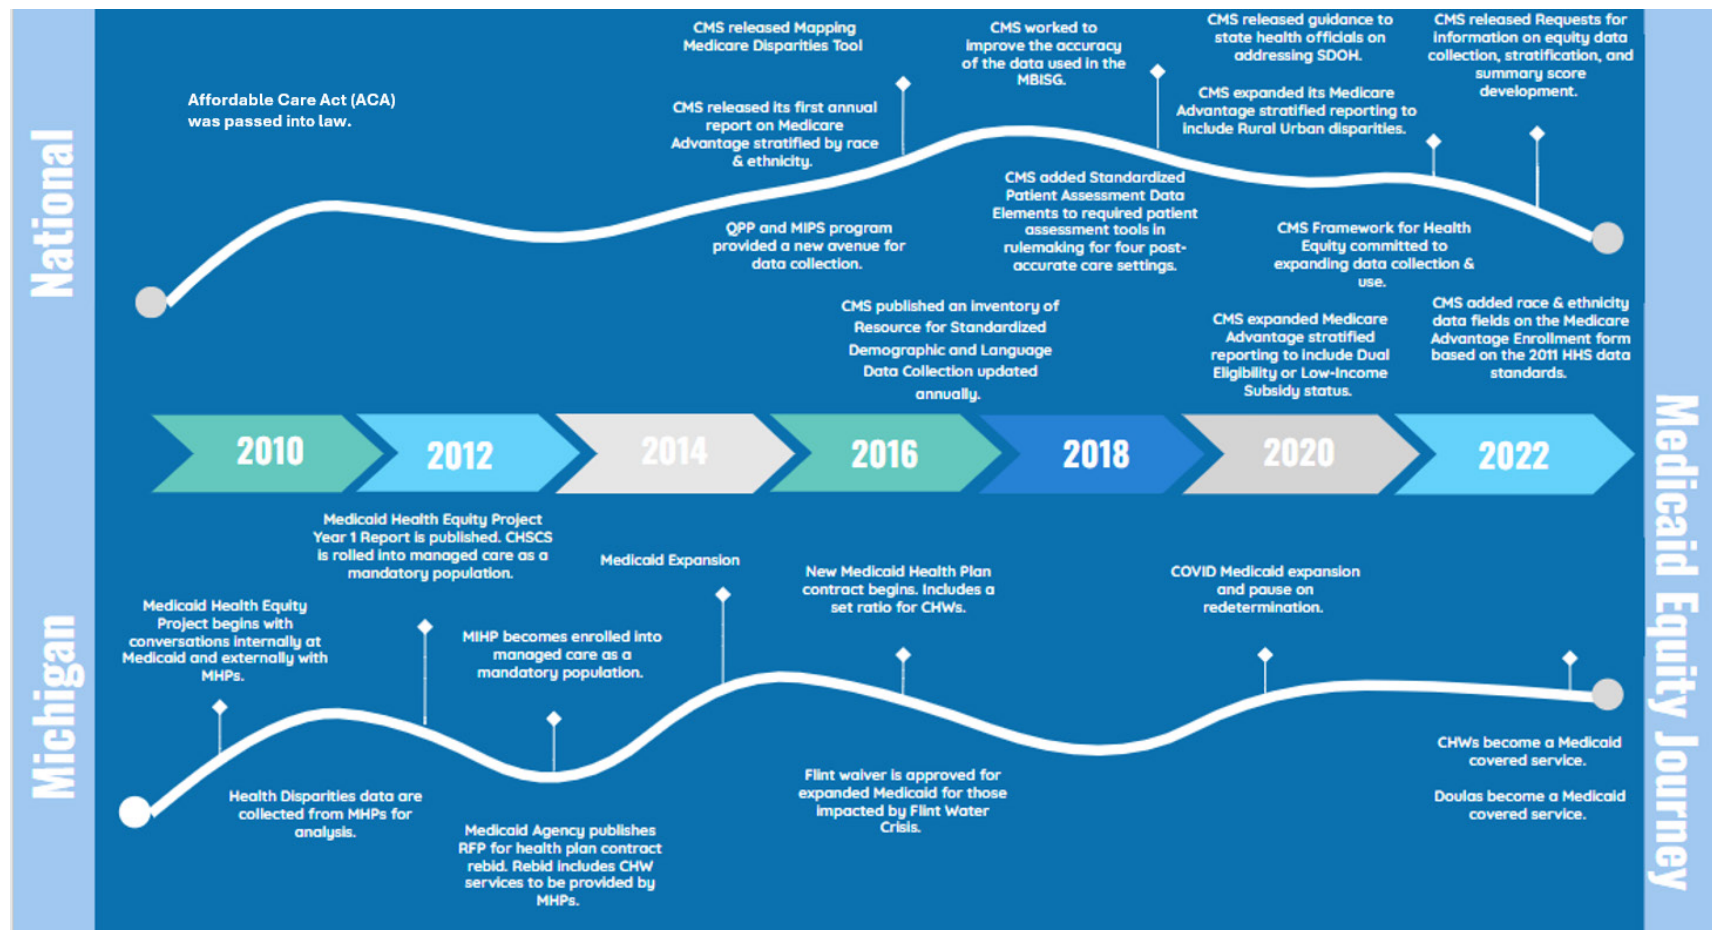 National
Affordable Care Act (ACA)
was passed into law.
CMS released Mapping
Medicare Disparities Tool
CMS released its first annual
report on Medicare
Advantage stratified by race
& ethnicity.
QPP and MIPS program
provided a new avenue for
data collection.
CMS published an inventory of
Resource for Standardized
Demographic and Language
Data Collection updated
annually.
CMS worked to
improve the accuracy
of the data used in the
MBISG.
CMS added Standardized
Patient Assessment Data
Elements to required patient
assessment tools in
rulemaking for four post-
accurate care settings.
CMS released guidance to
state health officials on
addressing SDOH.
CMS expanded its Medicare
Advantage stratified reporting to
include Rural Urban disparities.
CMS Framework for Health
Equity committed to
expanding data collection &
use.
CMS expanded Medicare
Advantage stratified
reporting to include Dual
Eligibility or Low-Income
Subsidy status.
CMS released Requests for
information on equity data
collection, stratification, and
summary score
development.
CMS added race & ethnicity
data fields on the Medicare
Advantage Enrollment form
based on the 2011 HHS data
standards.
2010
2012
2014
2016
2018
2020
2022
Michigan
Medicaid Health Equity
Project begins with
conversations internally at
Medicaid and externally with
MHPs.
Health Disparities data are
collected from MHPs for
analysis.
Medicaid Health Equity Project
Year 1 Report is published. CHSCS
is rolled into managed care as a
mandatory population.
MIHP becomes enrolled into
managed care as a
mandatory population.
Medicaid Agency publishes
RFP for health plan contract
rebid. Rebid includes CHW
services to be provided by
MHPs.
Medicaid Expansion
New Medicaid Health Plan
contract begins. Includes a
set ratio for CHWs.
Flint waiver is approved for
expanded Medicaid for those
impacted by Flint Water
Crisis.
COVID Medicaid expansion
and pause on
redetermination.
CHWs become a Medicaid
covered service.
Doulas become a Medicaid
covered service.
Medicaid Equity Journey